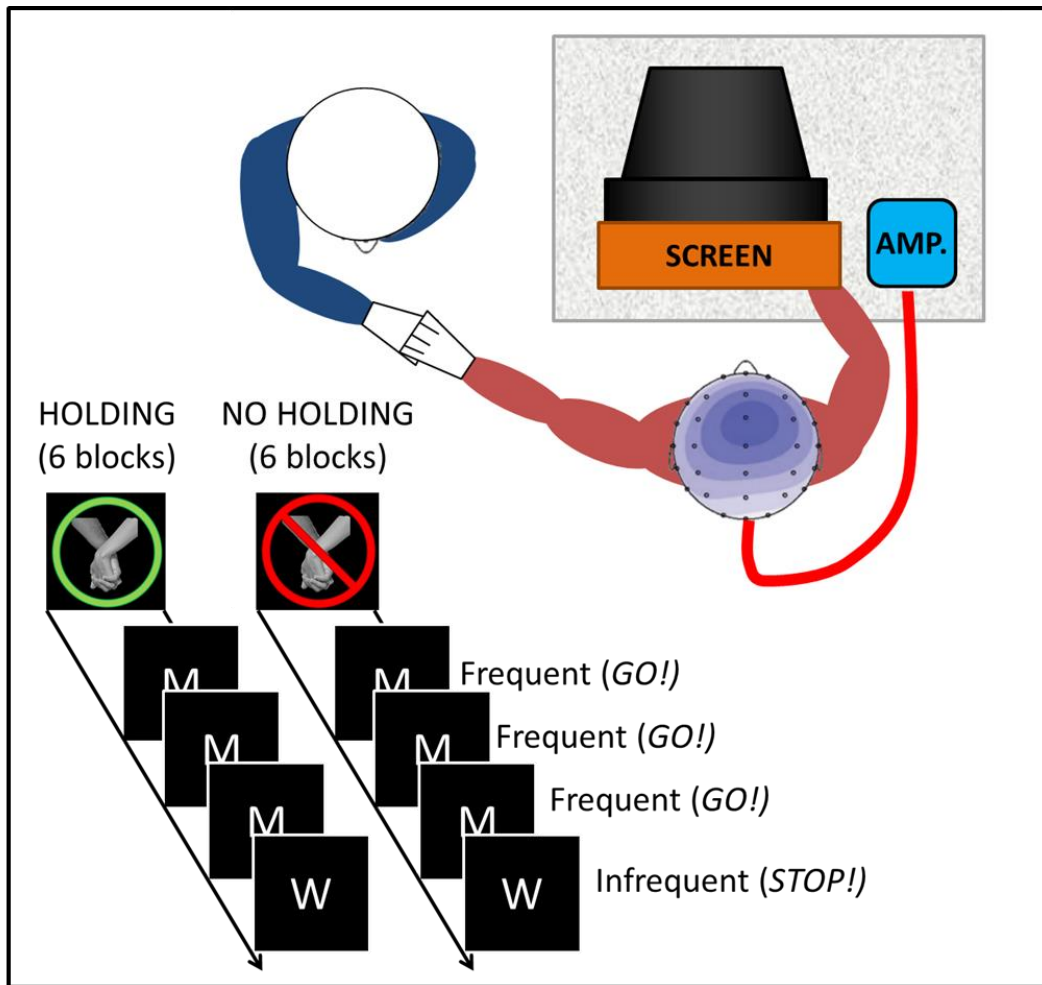 SCREEN
AMP.
HOLDING
(6 blocks)
NO HOLDING
(6 blocks)
M
M
M
W
M
M
M
W
Frequent (GO!)
Frequent (GO!)
Frequent (GO!)
Infrequent (STOP!)